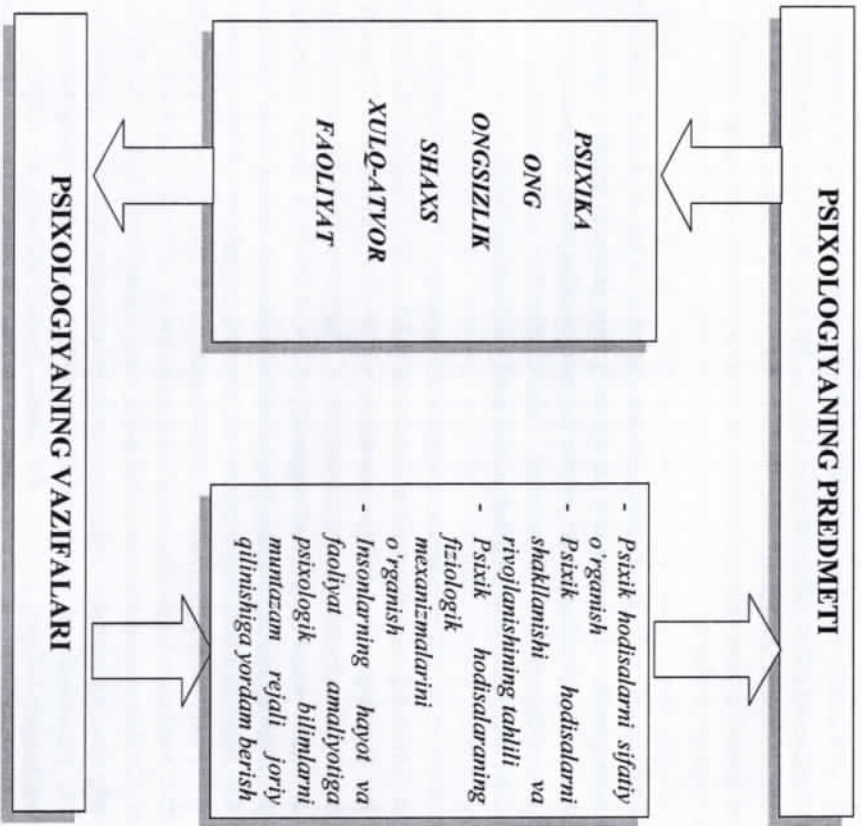 PSIXOLOGIYANING PREDMETI
PSIXIKA
ONG
ONGSIZLIK
SHAXS
XULQ-ATVOR
FAOLIYAT
- Psixik hodisalarni sifatiy
o'rganish
- Psixik hodisalarni
shakllanishi va
rivojlanishining tahlili
- Psixik hodisalaraning
fiziologik
mexanizmalarini
o'rganish
- Insonlarning hayot va
faoliyat amaliyotiga
psixologik bilimlarni
muntazam rejali joriy
qilinishiga yordam berish
PSIXOLOGIYANING VAZIFALARI